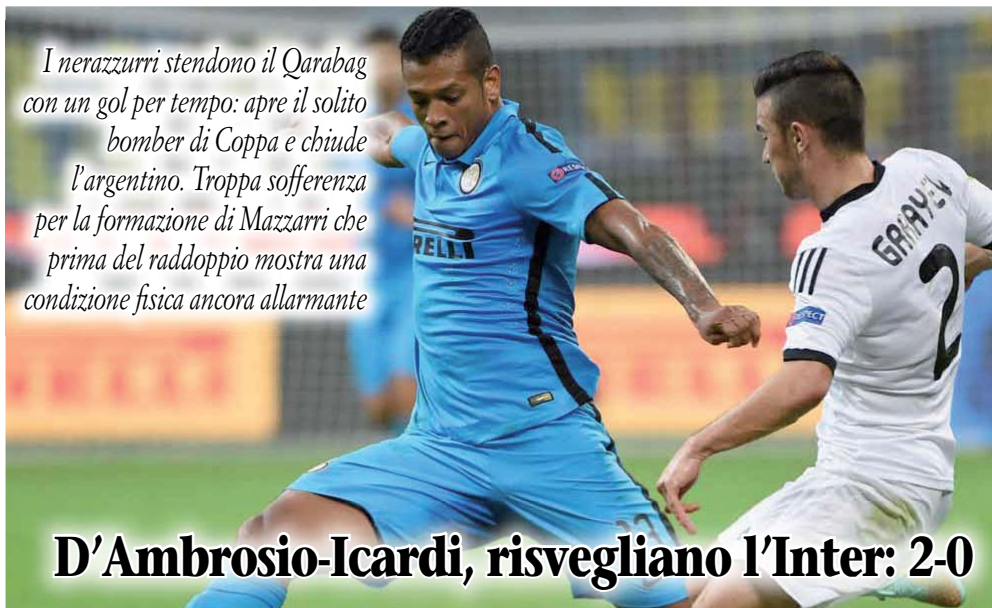 I nerazzurri stendono il Qarabag
con un gol per tempo: apre il solito
bomber di Coppa e chiude
l'argentino. Troppa sofferenza
per la formazione di Mazzarri che
prima del raddoppio mostra una
condizione fisica ancora allarmante
RESPECT
RELLI
GARAYEV
2
RESPECT
D'Ambrosio-Icardi, risvegliano l'Inter: 2-0